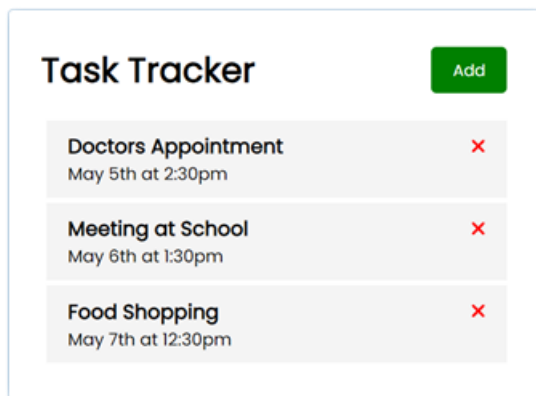 Task Tracker
Add
Doctors Appointment
May 5th at 2:30pm
Meeting at School
May 6th at 1:30pm
Food Shopping
May 7th at 12:30pm